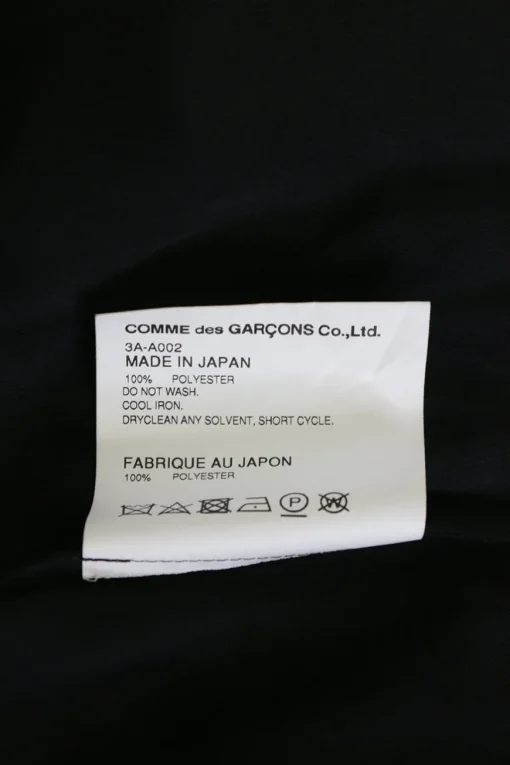 COMME des GARÇONS Co.,Ltd.
3A-A002
MADE IN JAPAN
100% POLYESTER
DO NOT WASH.
COOL IRON.
DRYCLEAN ANY SOLVENT, SHORT CYCLE.
FABRIQUE AU JAPON
100% POLYESTER
P W